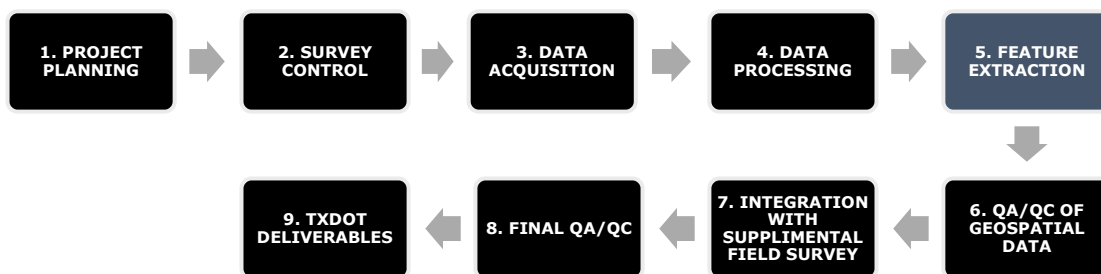 1. PROJECT
PLANNING
2. SURVEY
CONTROL
3. DATA
ACQUISITION
4. DATA
PROCESSING
5. FEATURE
EXTRACTION
6. QA/QC OF
GEOSPATIAL
DATA
7. INTEGRATION
WITH
SUPPLIMENTAL
FIELD SURVEY
8. FINAL QA/QC
9. TXDOT
DELIVERABLES